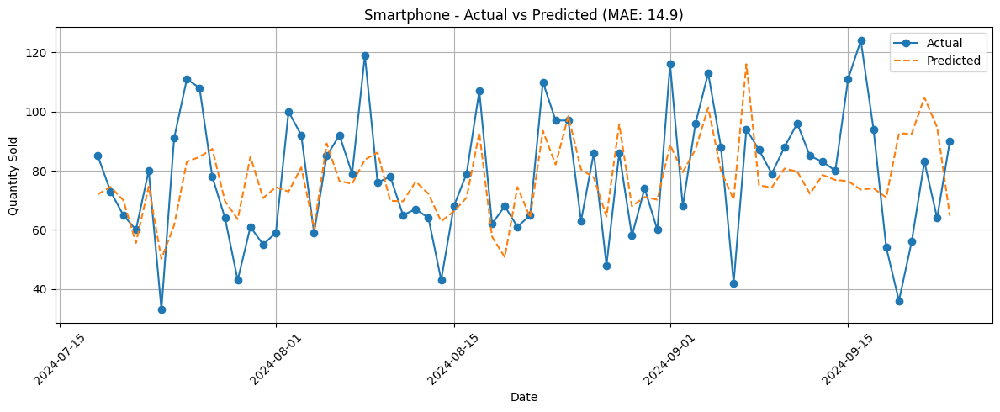 Smartphone - Actual vs Predicted (MAE: 14.9)
Actual
Predicted
Quantity Sold
120
100
80
60
40
2024-07-15
2024-08-01
2024-08-15
2024-09-01
2024-09-15
Date